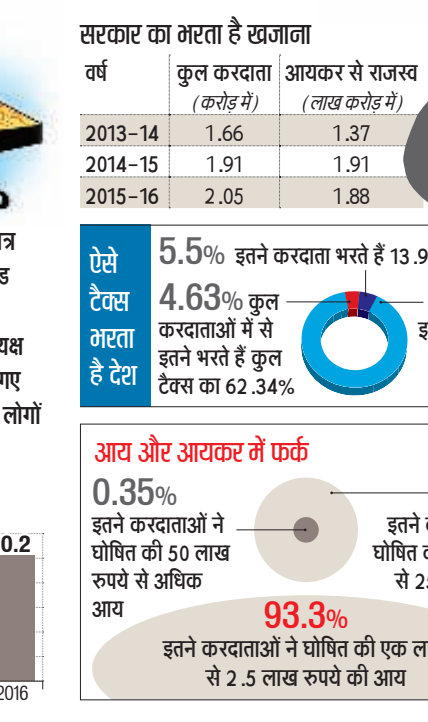 सरकार का भरता है खजाना
वर्ष कुल करदाता आयकर से राजस्व
(करोड़ में) (लाख करोड़ में)
2013-14 1.66 1.37
2014-15 1.91 1.91
2015-16 2.05 1.88
ऐसे
टैक्स
भरता
है देश
5.5% इतने करदाता भरते हैं 13.9
4.63% कुल
करदाताओं में से
इतने भरते हैं कुल
टैक्स का 62.34%
आय और आयकर में फर्क
0.35%
इतने करदाताओं ने
घोषित की 50 लाख
रुपये से अधिक
आय
इतने
घोषित
से 2
93.3%
इतने करदाताओं ने घोषित की एक
से 2.5 लाख रुपये की आय
गए
लोगों
0.2
2016